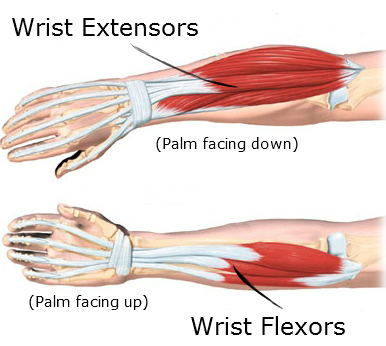 Wrist Extensors
(Palm facing down)
(Palm facing up)
Wrist Flexors